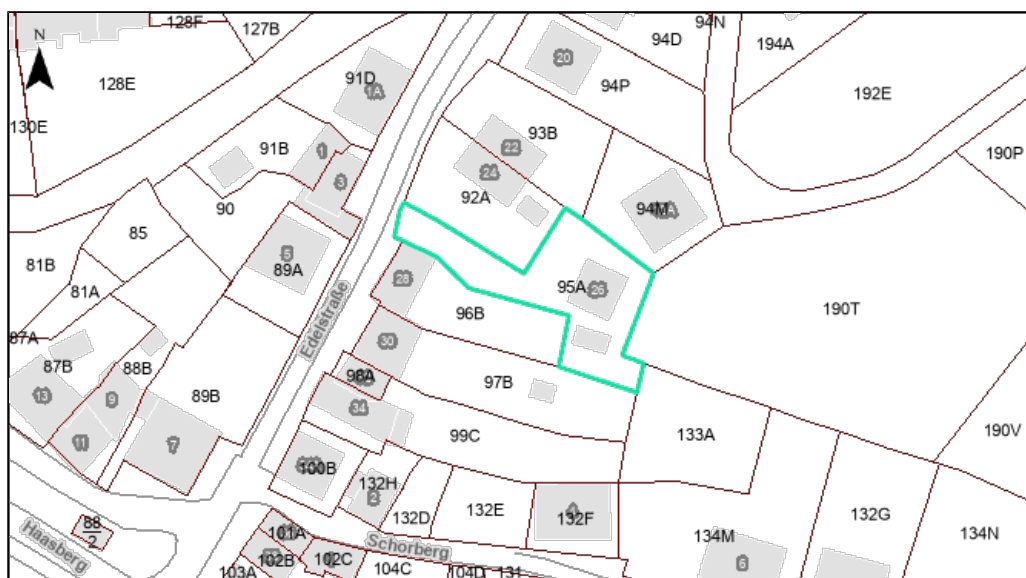 128F
127B
94N
94D
194A
N
20
91D
1A
128E
94P
192E
130E
93B
22
91B
1
190P
24
3
92A
90
94M
85
5
81B
89A
28
95A
26
81A
190T
96B
Edelstraße
87A
30
87B
88B
98A
97B
13
9
89B
34
99C
133A
11
7
190V
100B
132H
2
132D
132E
4
132F
132G
88
2
101A
134M
134N
Haasberg
Schorberg
102B
102C
6
103A
104C
104D
131